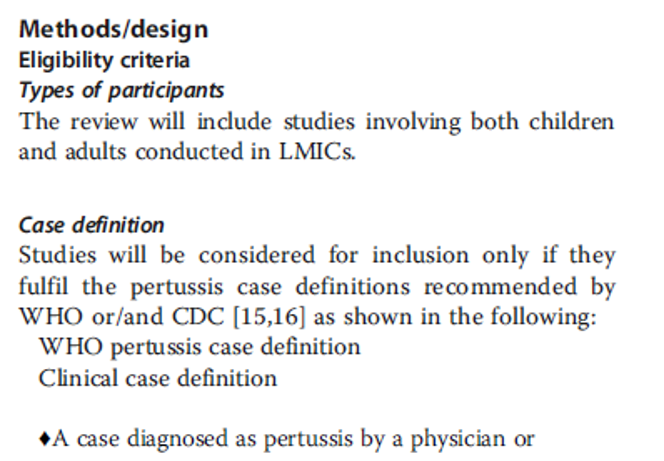 Methods/design
Eligibility criteria
Types of participants
The review will include studies involving both children
and adults conducted in LMICs.
Case definition
Studies will be considered for inclusion only if they
fulfil the pertussis case definitions recommended by
WHO or/and CDC [15,16] as shown in the following:
WHO pertussis case definition
Clinical case definition
♦A case diagnosed as pertussis by a physician or